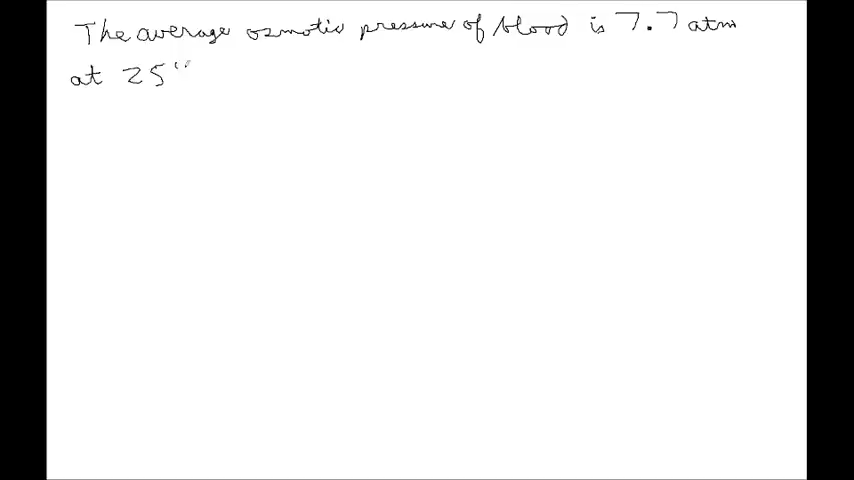 The average osmotic pressure of blood is 7.7 atm
at 25°